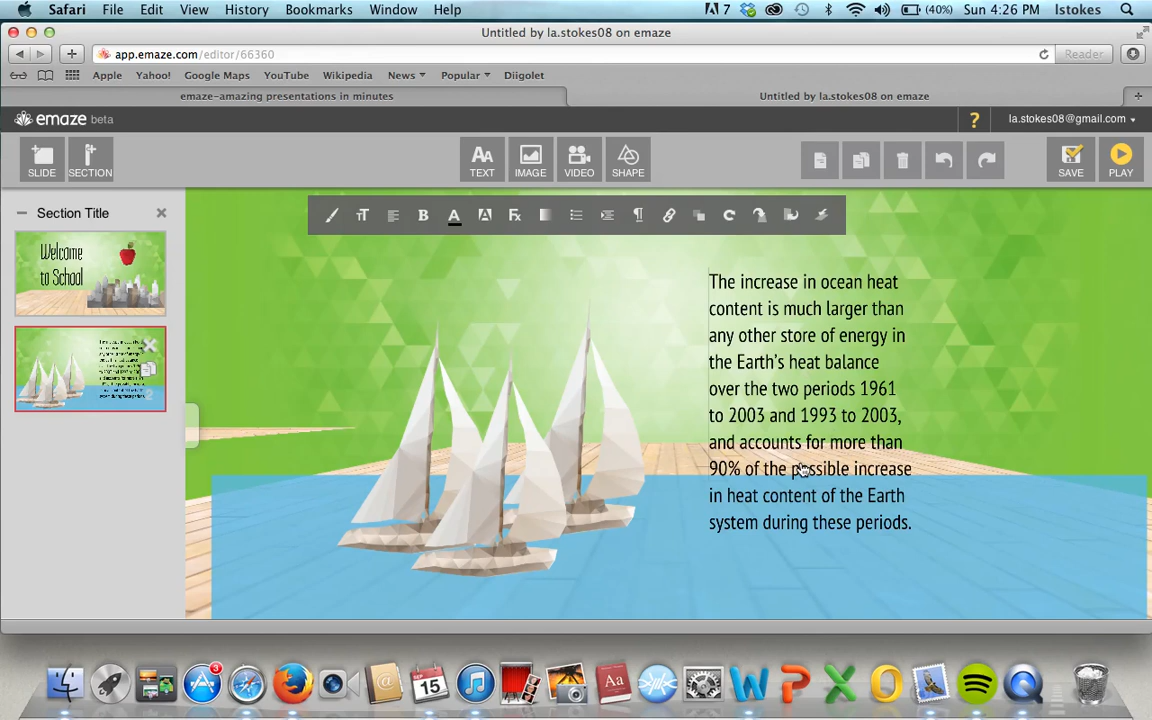 Safari File Edit View History Bookmarks Window Help
7 (40%) Sun 4:26 PM lstokes
Untitled by la.stokes08 on emaze
app.emaze.com/editor/66360
Reader
Apple Yahoo! Google Maps YouTube Wikipedia News Popular Diigolet
emaze-amazing presentations in minutes
Untitled by la.stokes08 on emaze
emaze beta
? la.stokes08@gmail.com
SLIDE SECTION TEXT IMAGE VIDEO SHAPE SAVE PLAY
Section Title
Welcome
to School
The increase in ocean heat
content is much larger than
any other store of energy in
the Earth's heat balance
over the two periods 1961
to 2003 and 1993 to 2003,
and accounts for more than
90% of the possible increase
in heat content of the Earth
system during these periods.
3
SEP
15